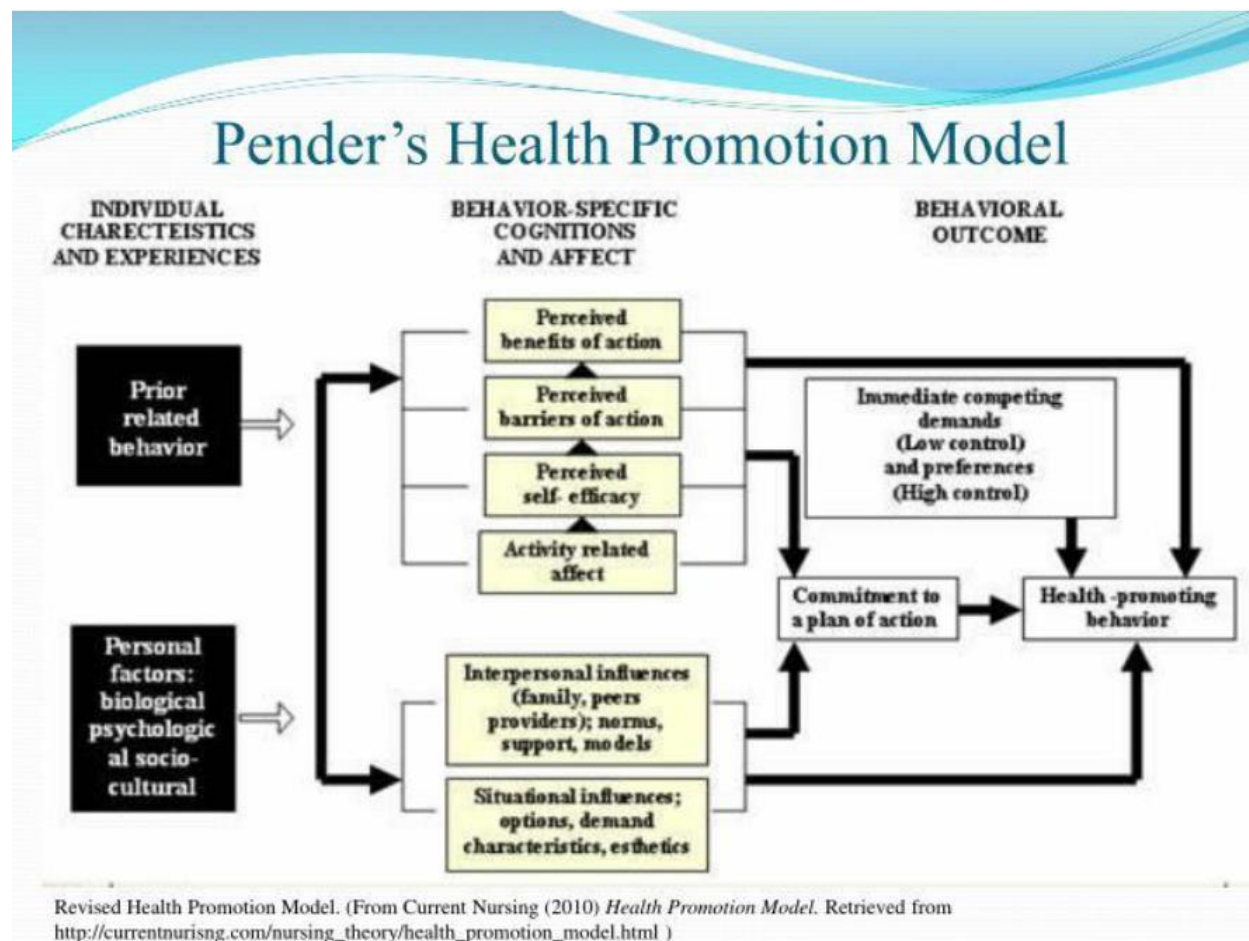 Pender's Health Promotion Model
INDIVIDUAL
CHARECTEISTICS
AND EXPERIENCES
BEHAVIOR-SPECIFIC
COGNITIONS
AND AFFECT
BEHAVIORAL
OUTCOME
Prior
related
behavior
Personal
factors:
biological
psychologic
al socio-
cultural
Perceived
benefits of action
Perceived
barriers of action
Perceived
self- efficacy
Activity related
affect
Interpersonal influences
(family, peers
providers); norms,
support, models
Situational influences;
options, demand
characteristics, esthetics
Immediate competing
demands
(Low control)
and preferences
(High control)
Commitment to
a plan of action
Health -promoting
behavior
Revised Health Promotion Model. (From Current Nursing (2010) Health Promotion Model. Retrieved from
http://currentnurisng.com/nursing_theory/health_promotion_model.html )